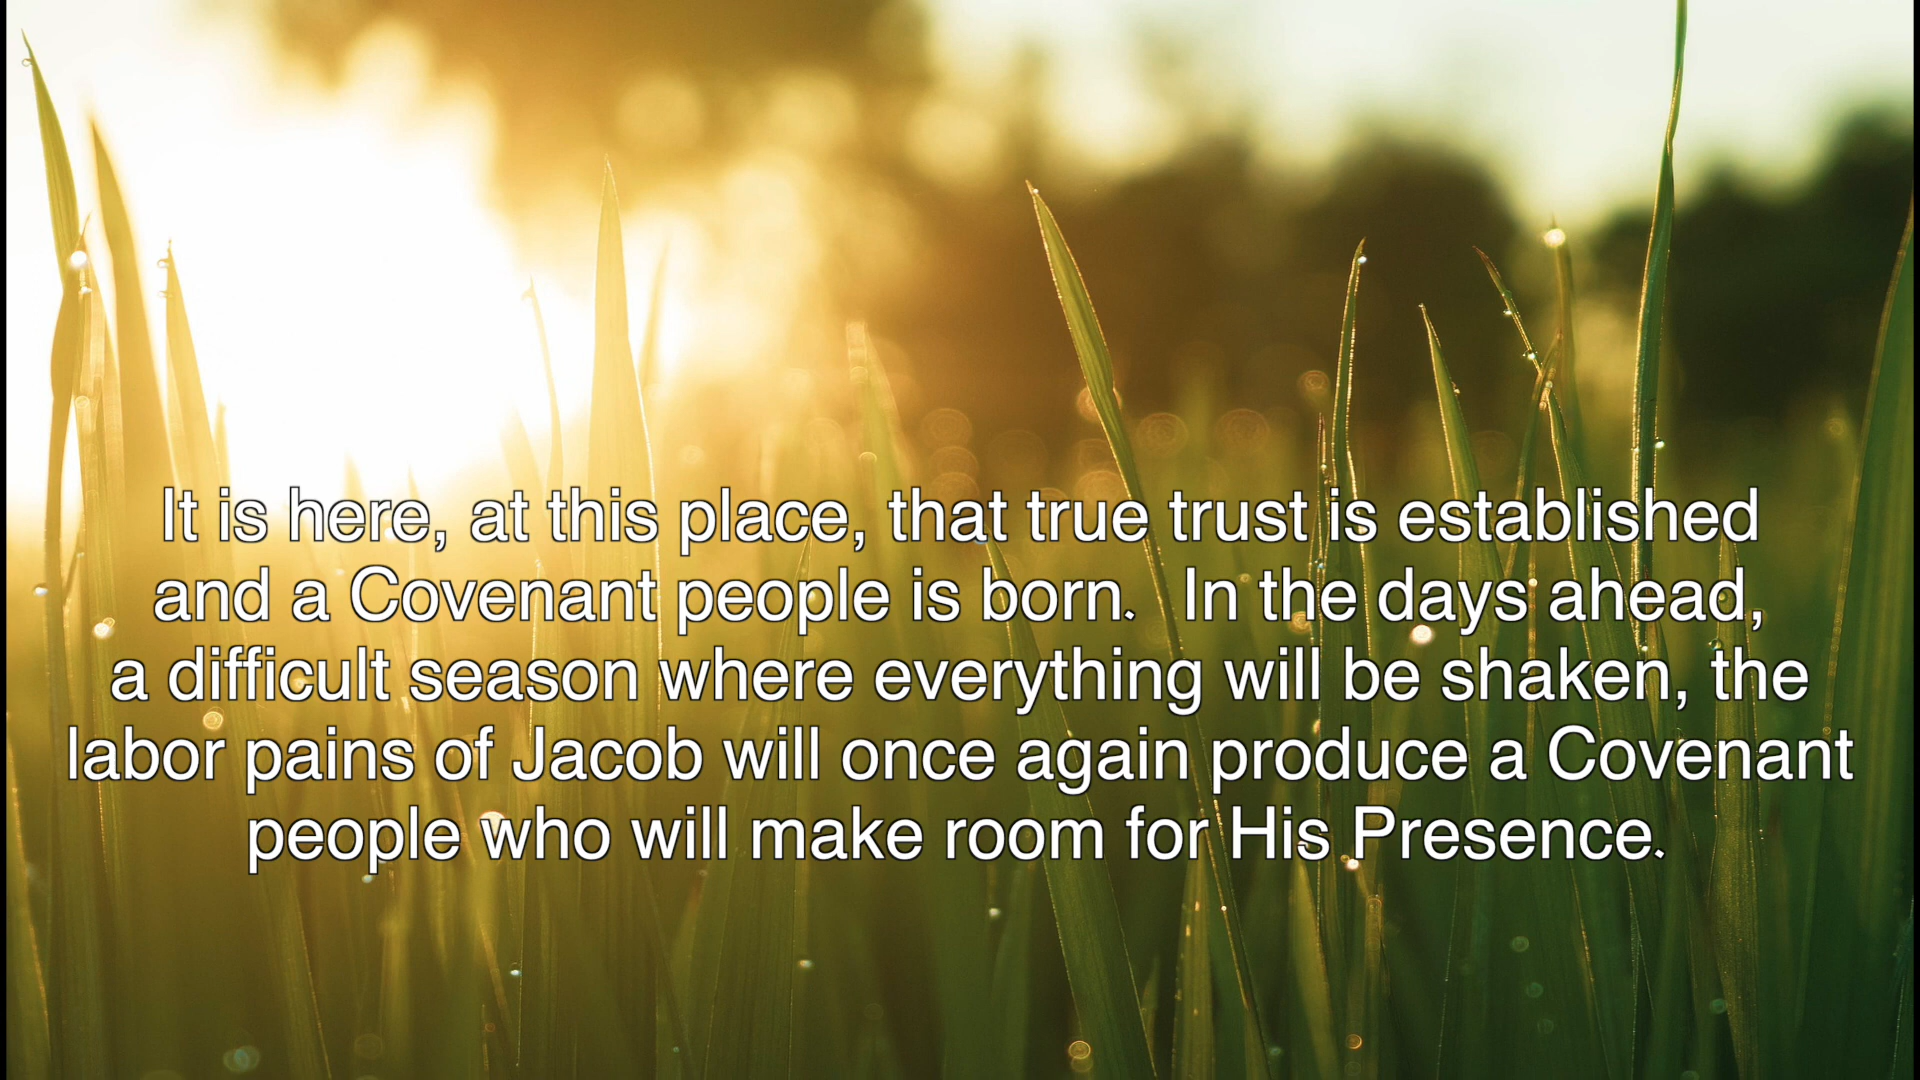 It is here, at this place, that true trust is established
and a Covenant people is born.  In the days ahead,
a difficult season where everything will be shaken, the
labor pains of Jacob will once again produce a Covenant
people who will make room for His Presence.